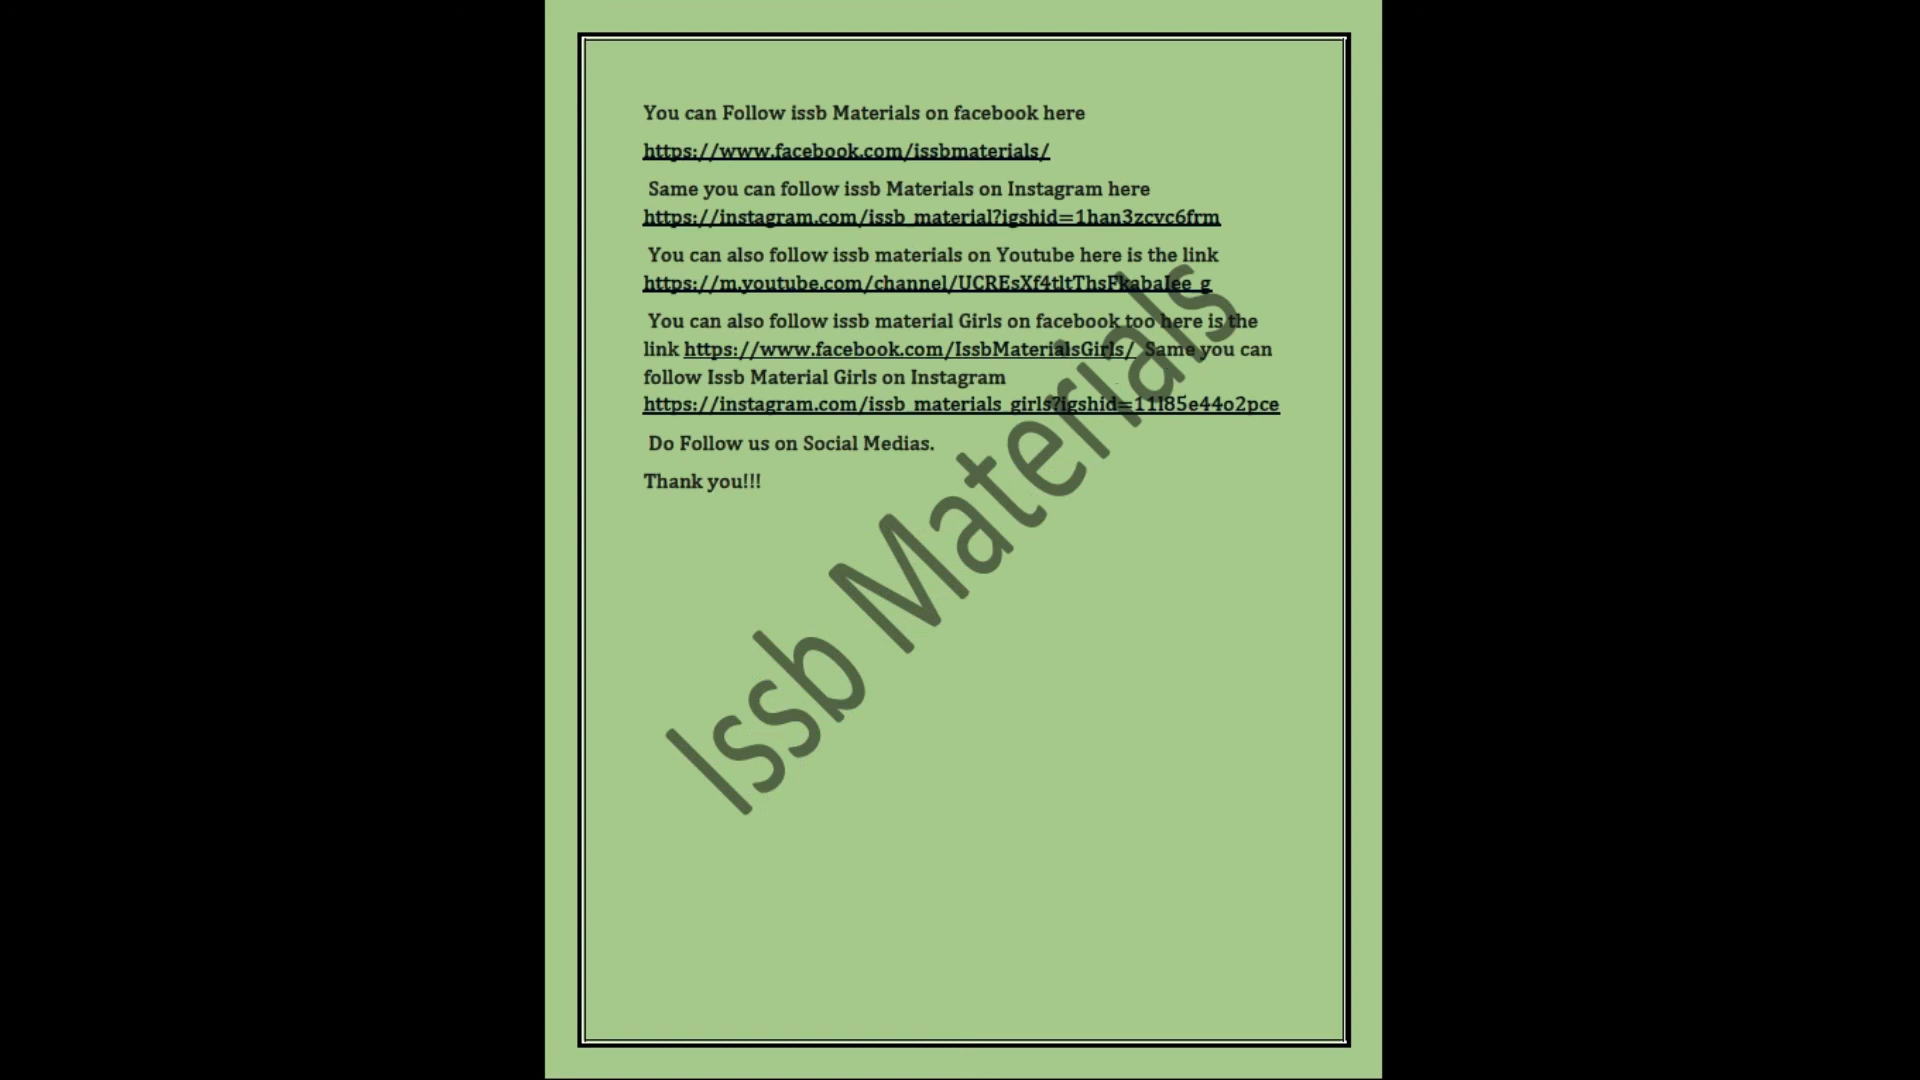 You can Follow issb Materials on facebook here
https://www.facebook.com/issbmaterials/
Same you can follow issb Materials on Instagram here
https://instagram.com/issb_material?igshid=1han3zcvc6frm
You can also follow issb materials on Youtube here is the link
https://m.youtube.com/channel/UCREsXf4tltThsFkabaIee_g
You can also follow issb material Girls on facebook too here is the
link https://www.facebook.com/IssbMaterialsGirls/ Same you can
follow Issb Material Girls on Instagram
https://instagram.com/issb_materials_girls?igshid=11l85e44o2pce
Do Follow us on Social Medias.
Thank you!!!
Issb Materials